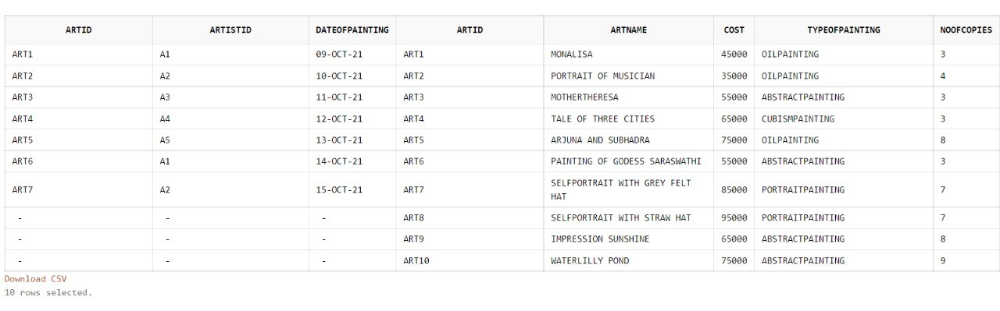 ARTID ARTISTID DATEOFPAINTING ARTID ARTNAME COST TYPEOFPAINTING NOOFCOPIES
ART1 A1 09-OCT-21 ART1 MONALISA 45000 OILPAINTING 3
ART2 A2 10-OCT-21 ART2 PORTRAIT OF MUSICIAN 35000 OILPAINTING 4
ART3 A3 11-OCT-21 ART3 MOTHERTHERESA 55000 ABSTRACTPAINTING 3
ART4 A4 12-OCT-21 ART4 TALE OF THREE CITIES 65000 CUBISMPAINTING 3
ART5 A5 13-OCT-21 ART5 ARJUNA AND SUBHADRA 75000 OILPAINTING 8
ART6 A1 14-OCT-21 ART6 PAINTING OF GODESS SARASWATHI 55000 ABSTRACTPAINTING 3
ART7 A2 15-OCT-21 ART7 SELFPORTRAIT WITH GREY FELT
HAT 85000 PORTRAITPAINTING 7
- - - ART8 SELFPORTRAIT WITH STRAW HAT 95000 PORTRAITPAINTING 7
- - - ART9 IMPRESSION SUNSHINE 65000 ABSTRACTPAINTING 8
- - - ART10 WATERLILLY POND 75000 ABSTRACTPAINTING 9
Download CSV
10 rows selected.